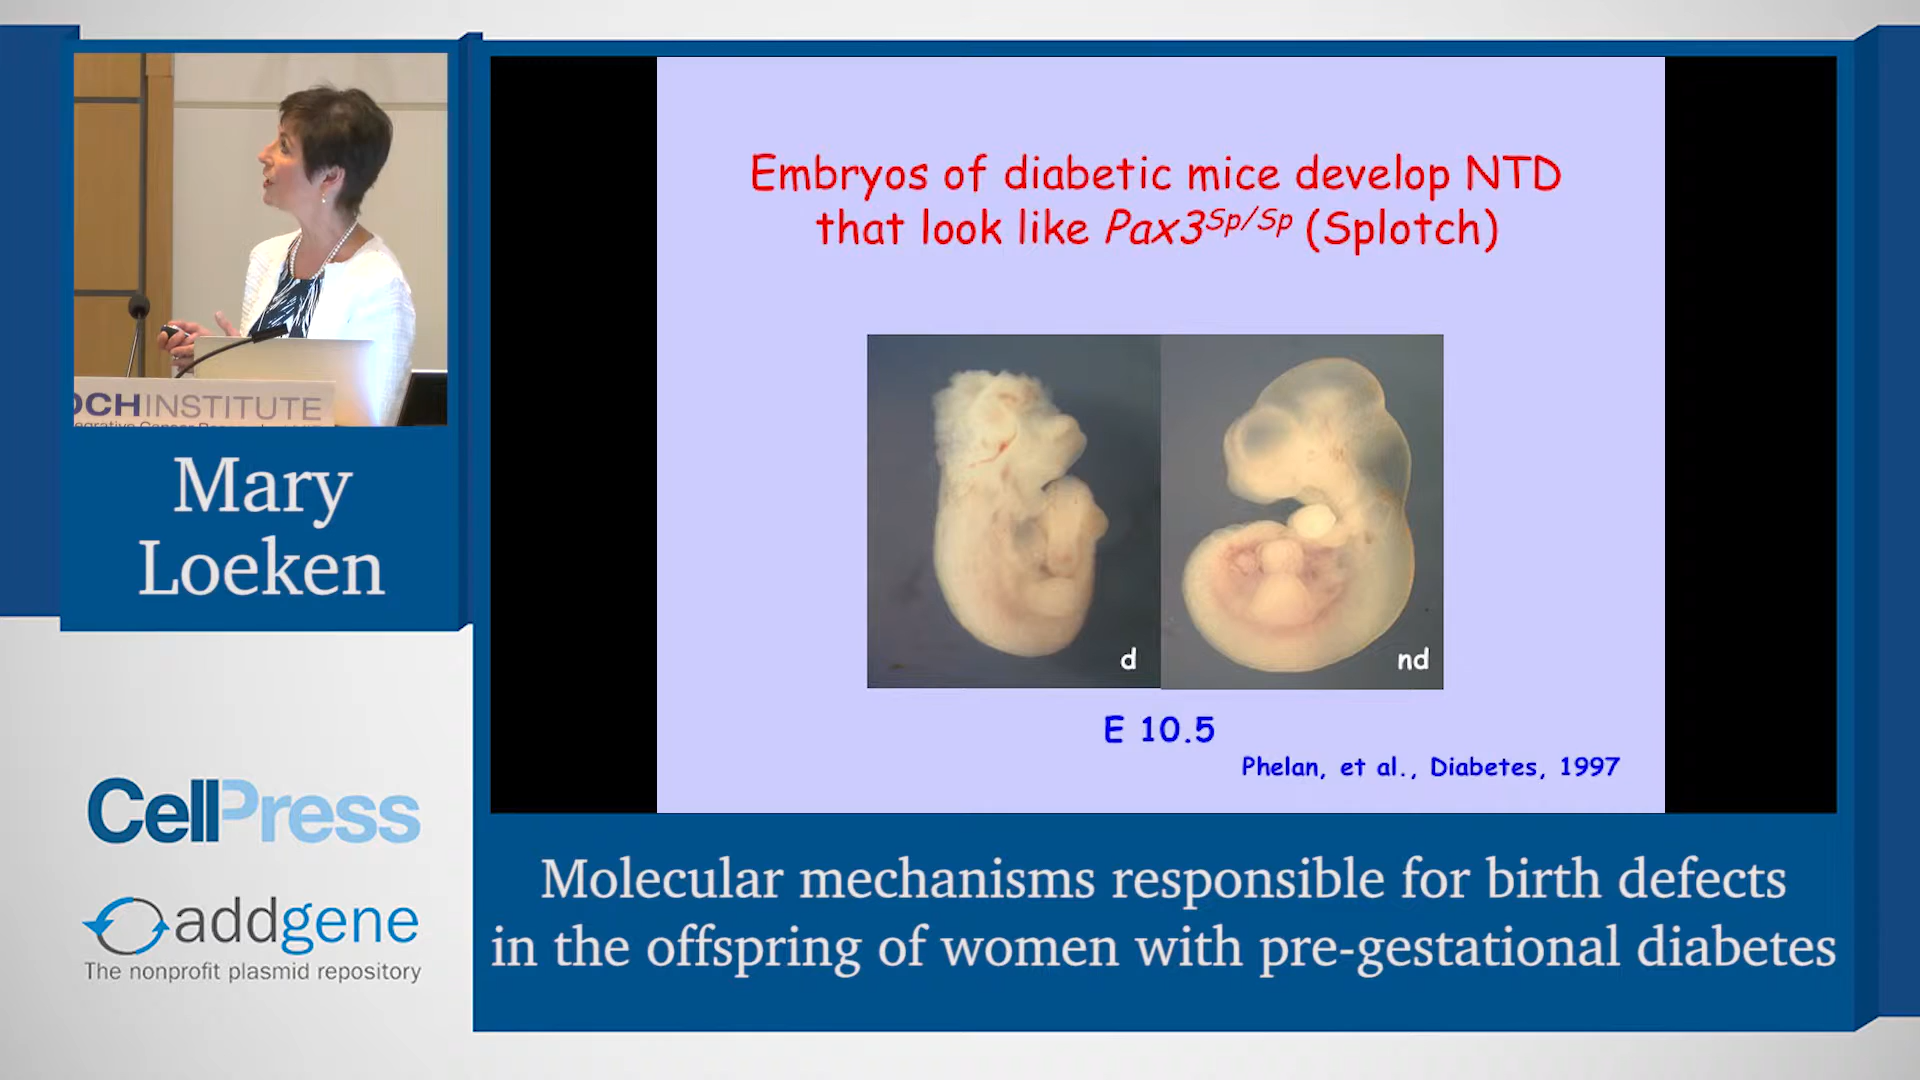 Embryos of diabetic mice develop NTD
that look like Pax3Sp/Sp (Splotch)
d
nd
E 10.5
Phelan, et al., Diabetes, 1997
OCH INSTITUTE
Mary
Loeken
CellPress
addgene
The nonprofit plasmid repository
Molecular mechanisms responsible for birth defects
in the offspring of women with pre-gestational diabetes